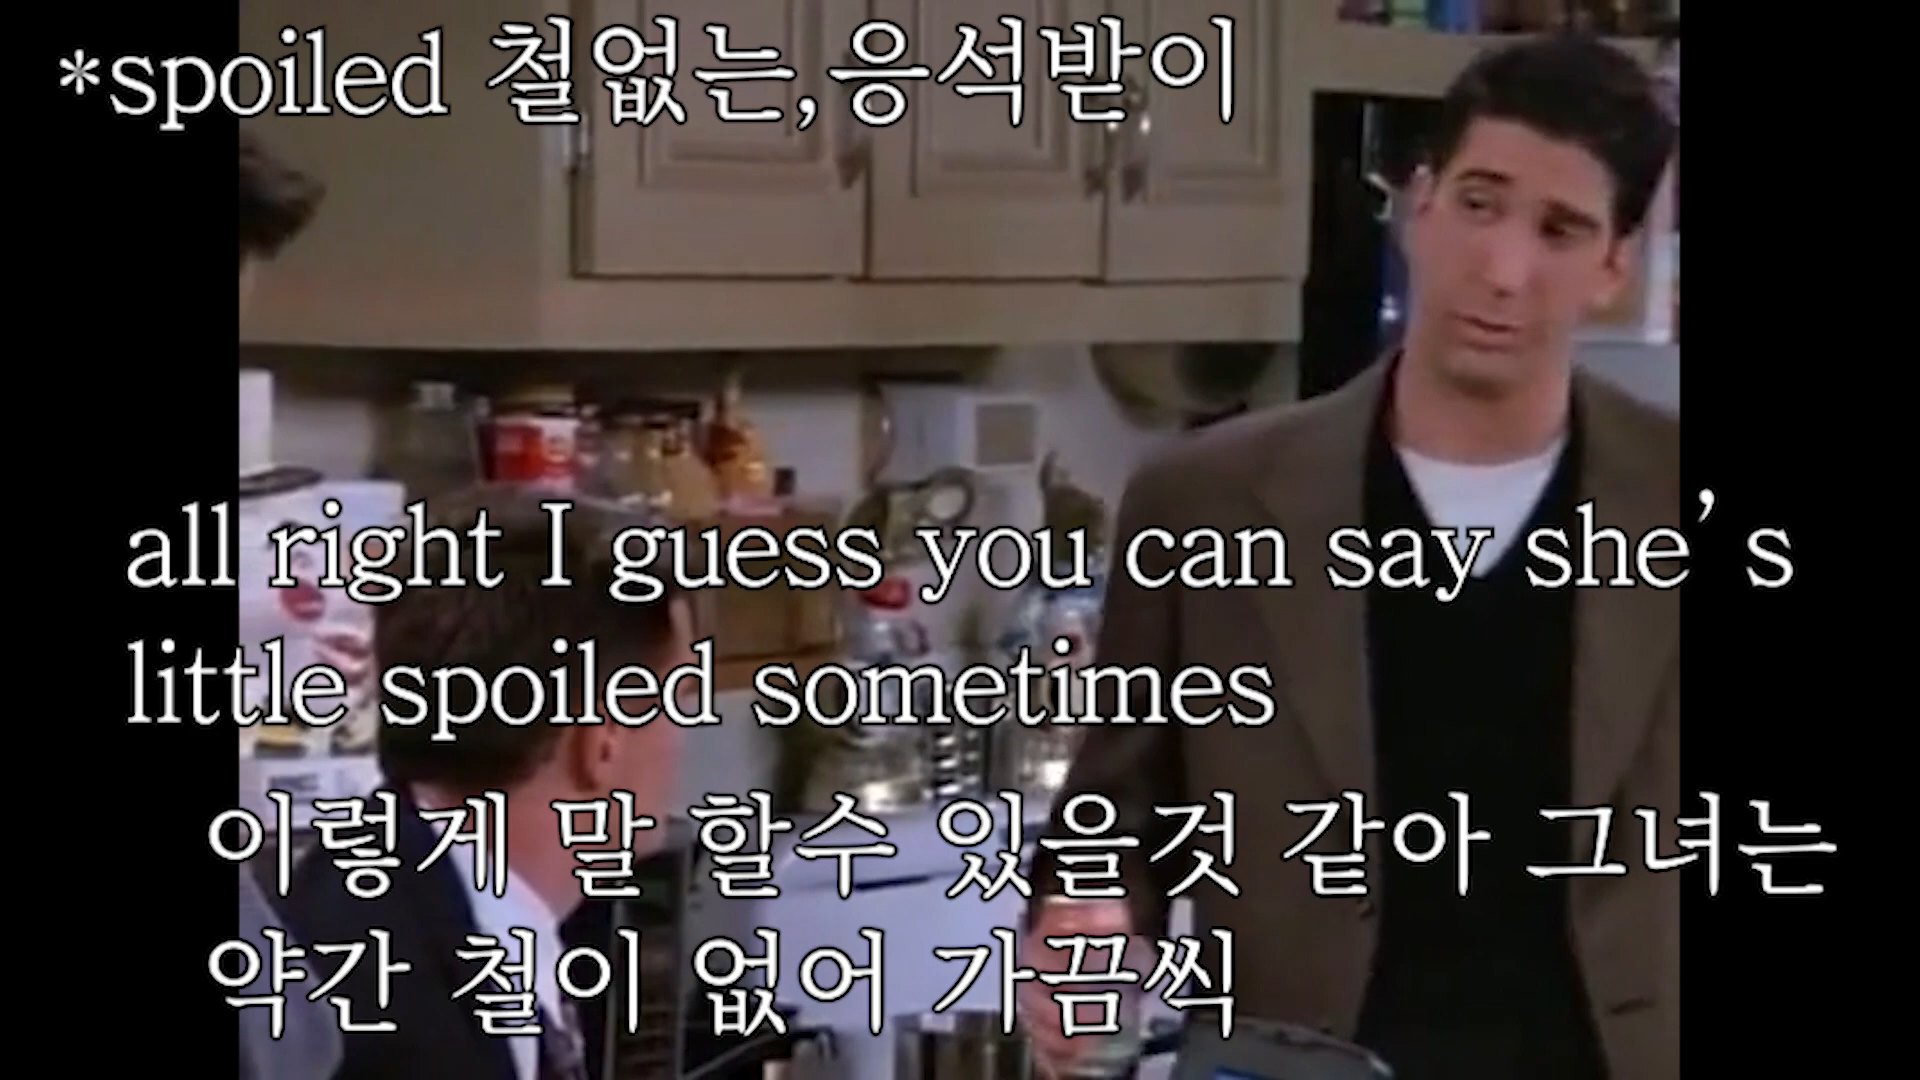 *spoiled 철없는,응석받이
all right I guess you can say she's
little spoiled sometimes
이렇게 말 할수 있을것 같아 그녀는
약간 철이 없어 가끔씩